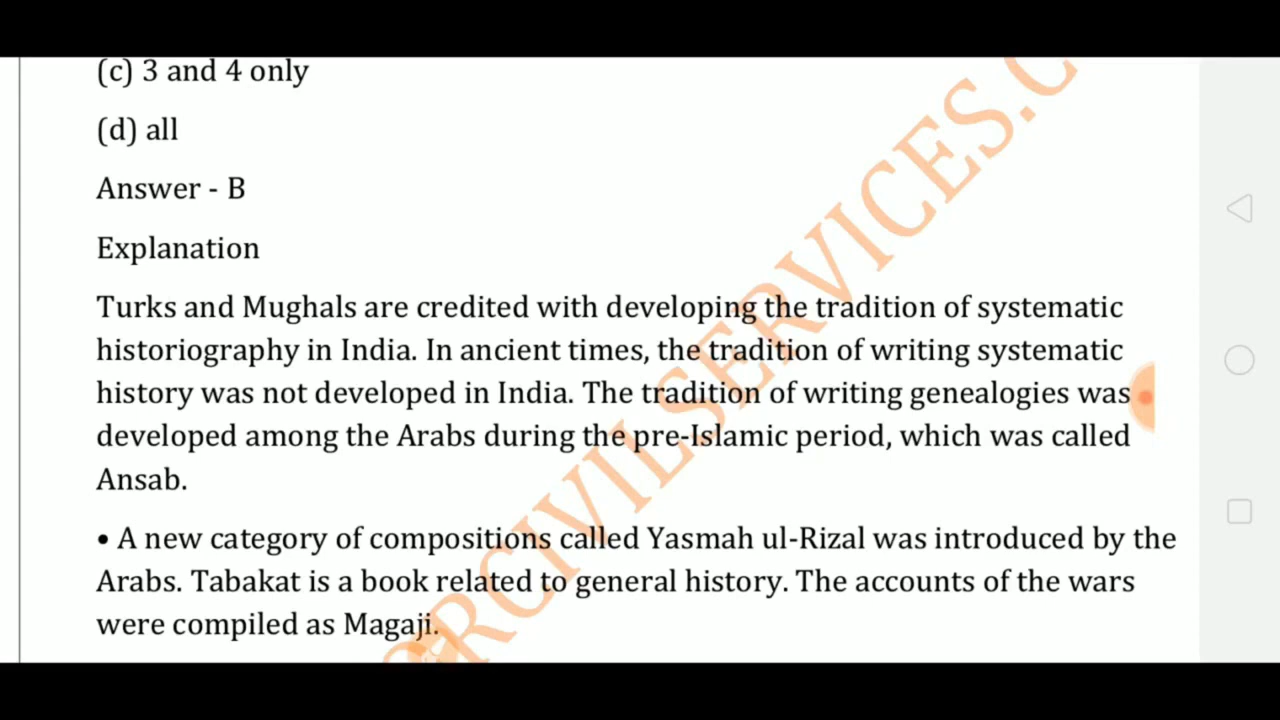 (c) 3 and 4 only
(d) all
Answer - B
Explanation
Turks and Mughals are credited with developing the tradition of systematic
historiography in India. In ancient times, the tradition of writing systematic
history was not developed in India. The tradition of writing genealogies was
developed among the Arabs during the pre-Islamic period, which was called
Ansab.
• A new category of compositions called Yasmah ul-Rizal was introduced by the
Arabs. Tabakat is a book related to general history. The accounts of the wars
were compiled as Magaji.